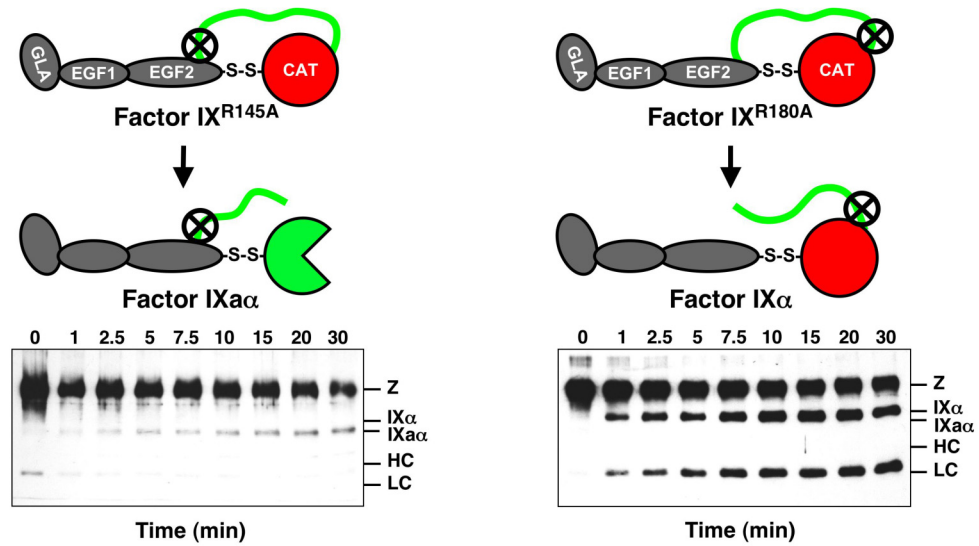 GLA EGF1 EGF2 -S-S- CAT
Factor IX^R145A
-S-S-
Factor IXaα
0 1 2.5 5 7.5 10 15 20 30
Z
IXα
IXaα
HC
LC
Time (min)
GLA EGF1 EGF2 -S-S- CAT
Factor IX^R180A
-S-S-
Factor IXα
0 1 2.5 5 7.5 10 15 20 30
Z
IXα
IXaα
HC
LC
Time (min)